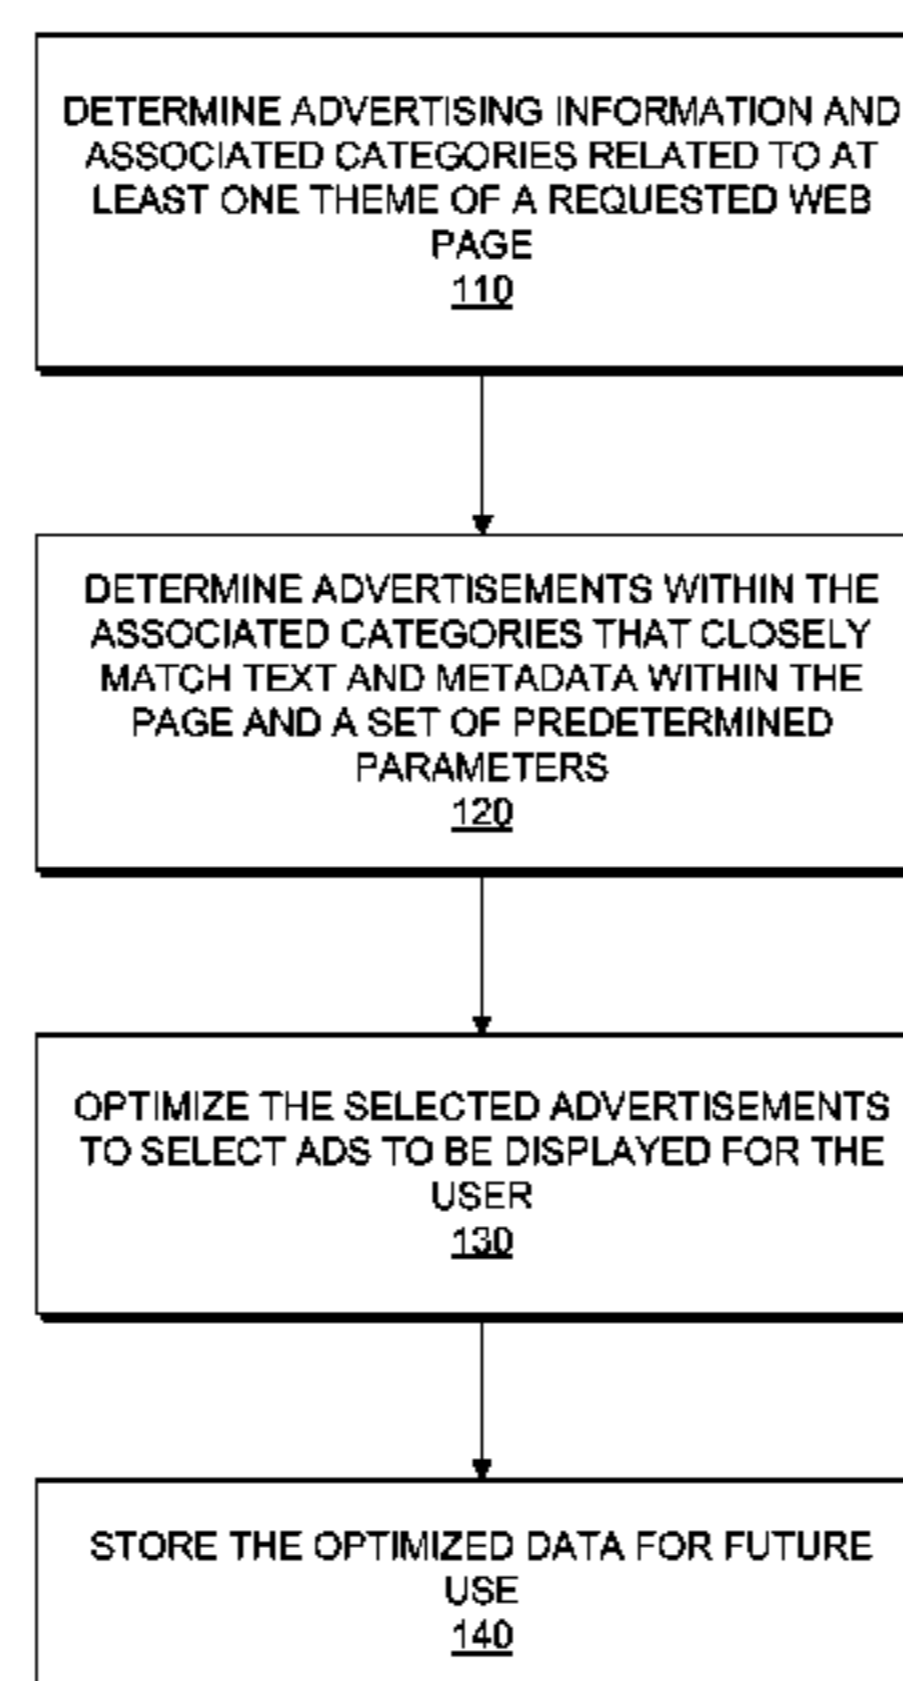 DETERMINE ADVERTISING INFORMATION AND
ASSOCIATED CATEGORIES RELATED TO AT
LEAST ONE THEME OF A REQUESTED WEB
PAGE
110
DETERMINE ADVERTISEMENTS WITHIN THE
ASSOCIATED CATEGORIES THAT CLOSELY
MATCH TEXT AND METADATA WITHIN THE
PAGE AND A SET OF PREDETERMINED
PARAMETERS
120
OPTIMIZE THE SELECTED ADVERTISEMENTS
TO SELECT ADS TO BE DISPLAYED FOR THE
USER
130
STORE THE OPTIMIZED DATA FOR FUTURE
USE
140